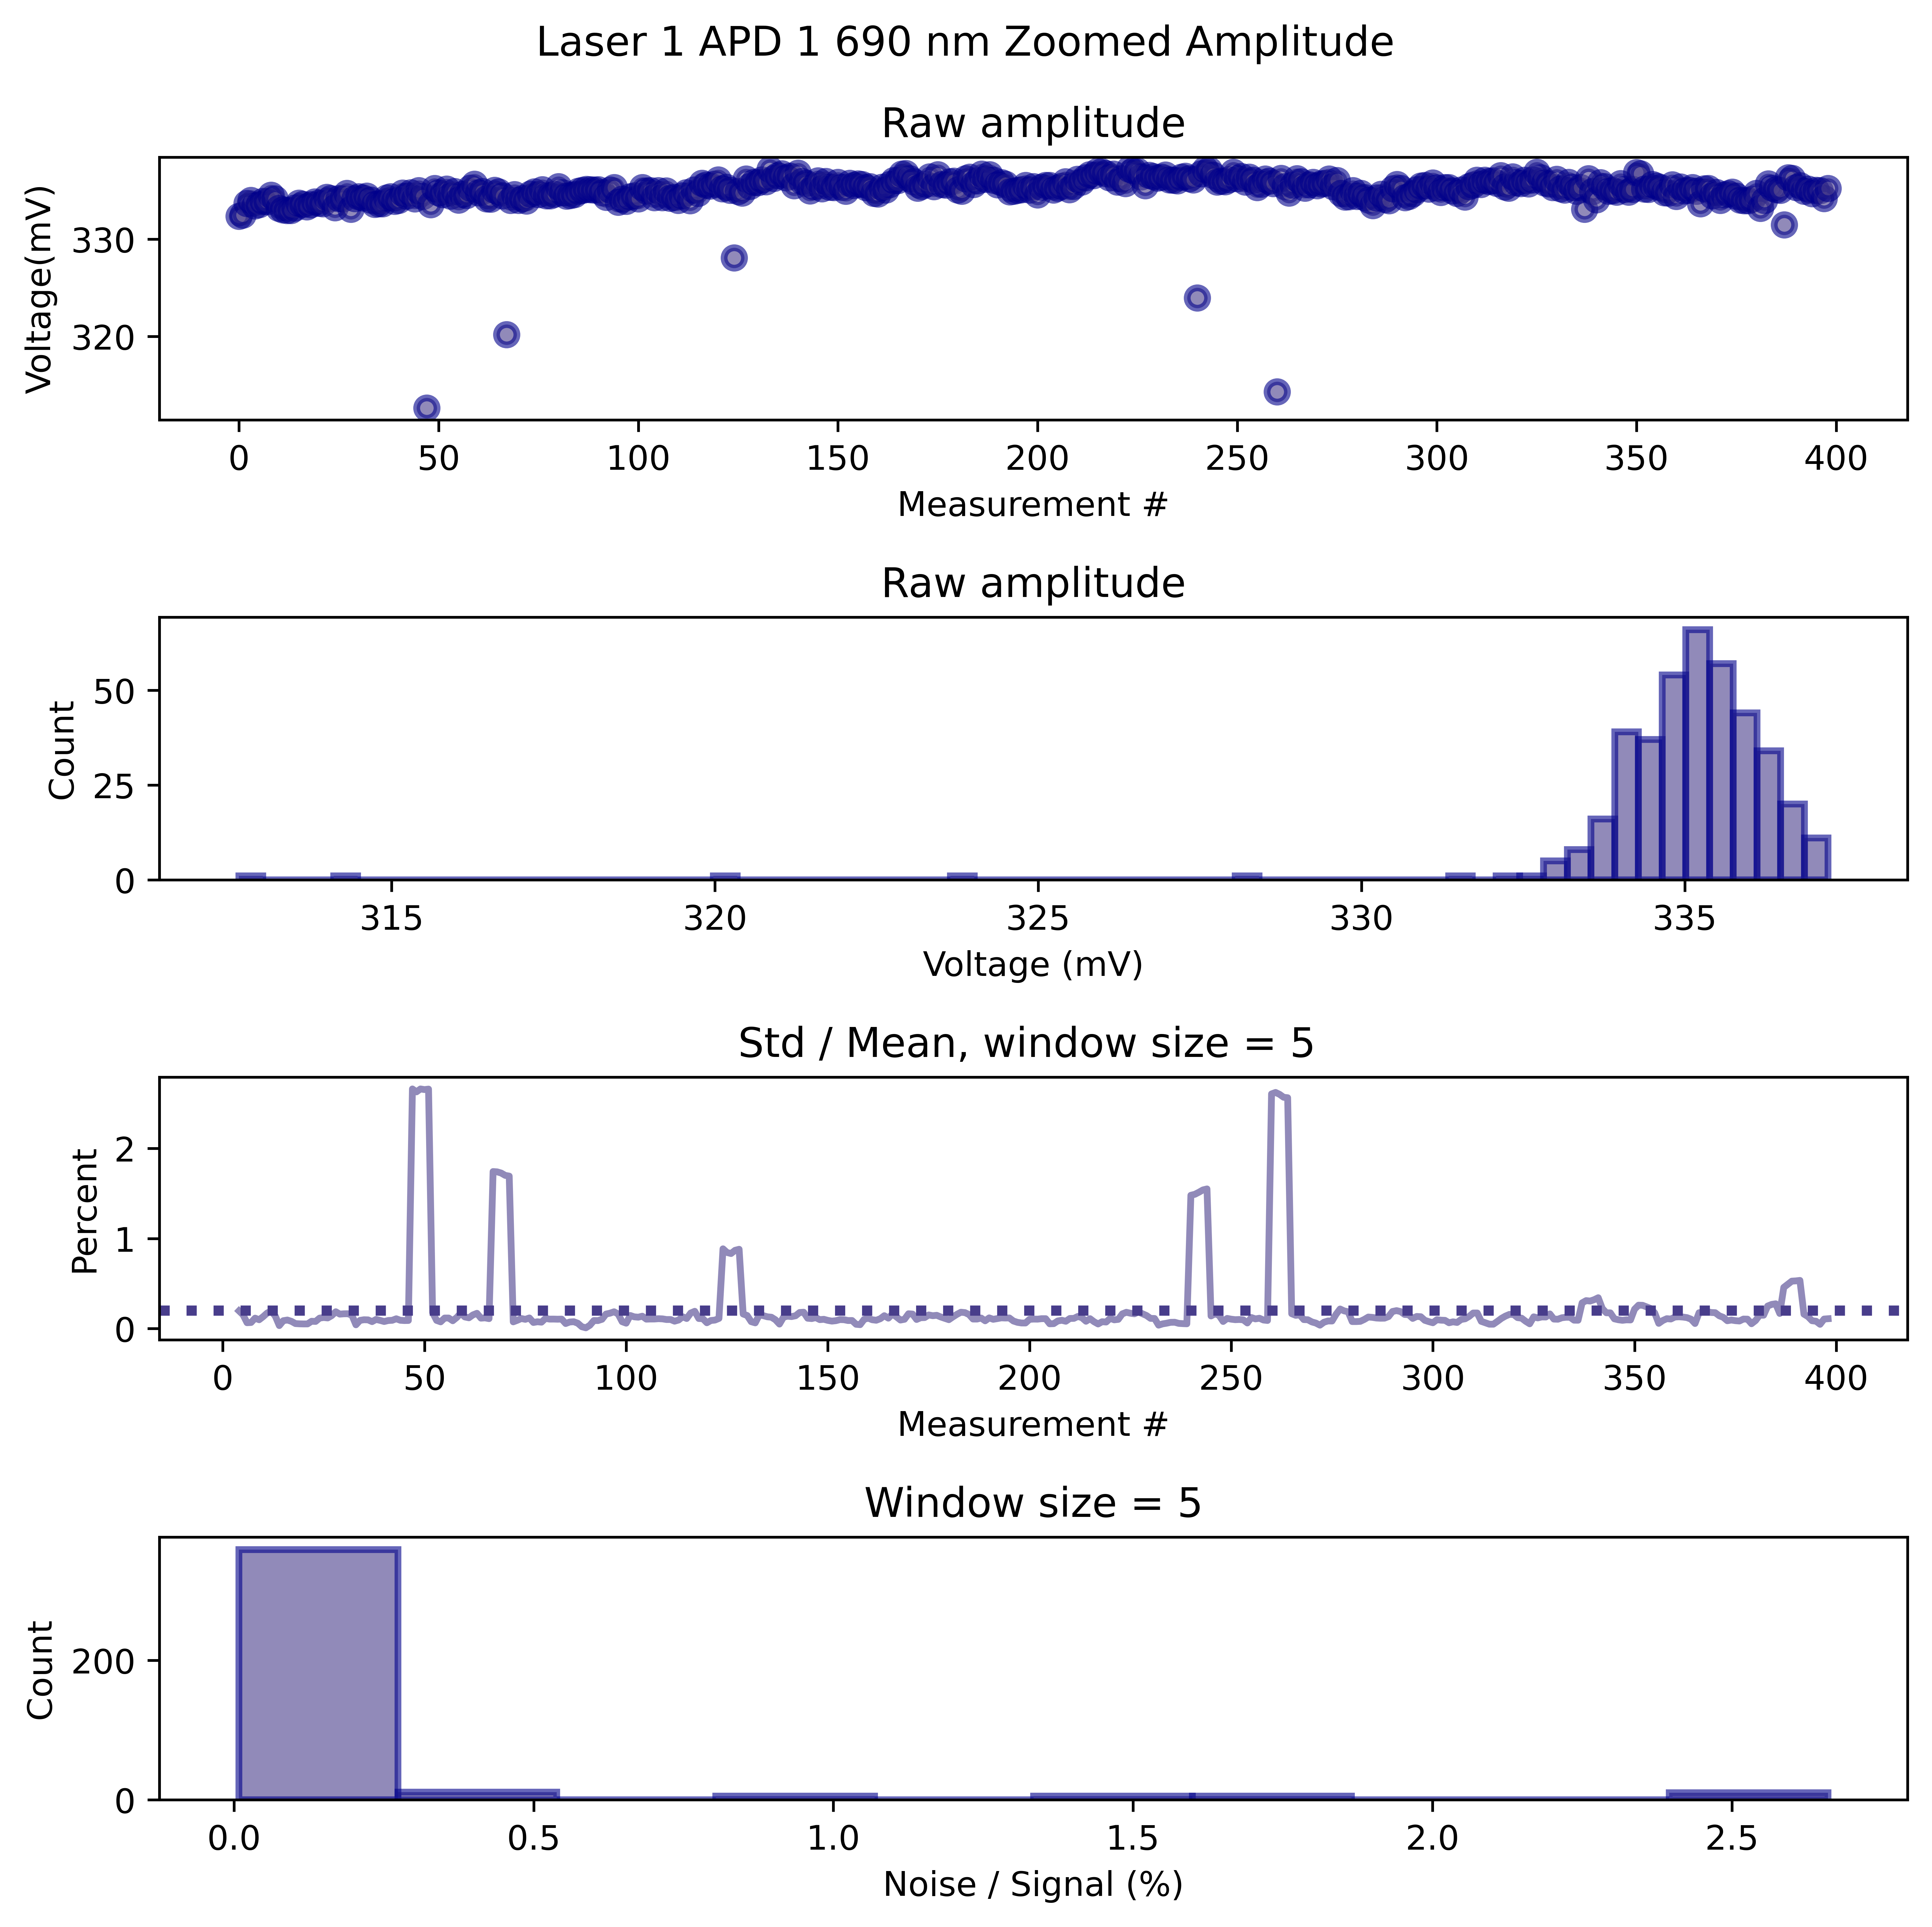 Laser 1 APD 1 690 nm Zoomed Amplitude
Raw amplitude
Voltage(mV)
330
320
0 50 100 150 200 250 300 350 400
Measurement #
Raw amplitude
Count
50
25
0
315 320 325 330 335
Voltage (mV)
Std / Mean, window size = 5
Percent
2
1
0
0 50 100 150 200 250 300 350 400
Measurement #
Window size = 5
Count
200
0
0.0 0.5 1.0 1.5 2.0 2.5
Noise / Signal (%)